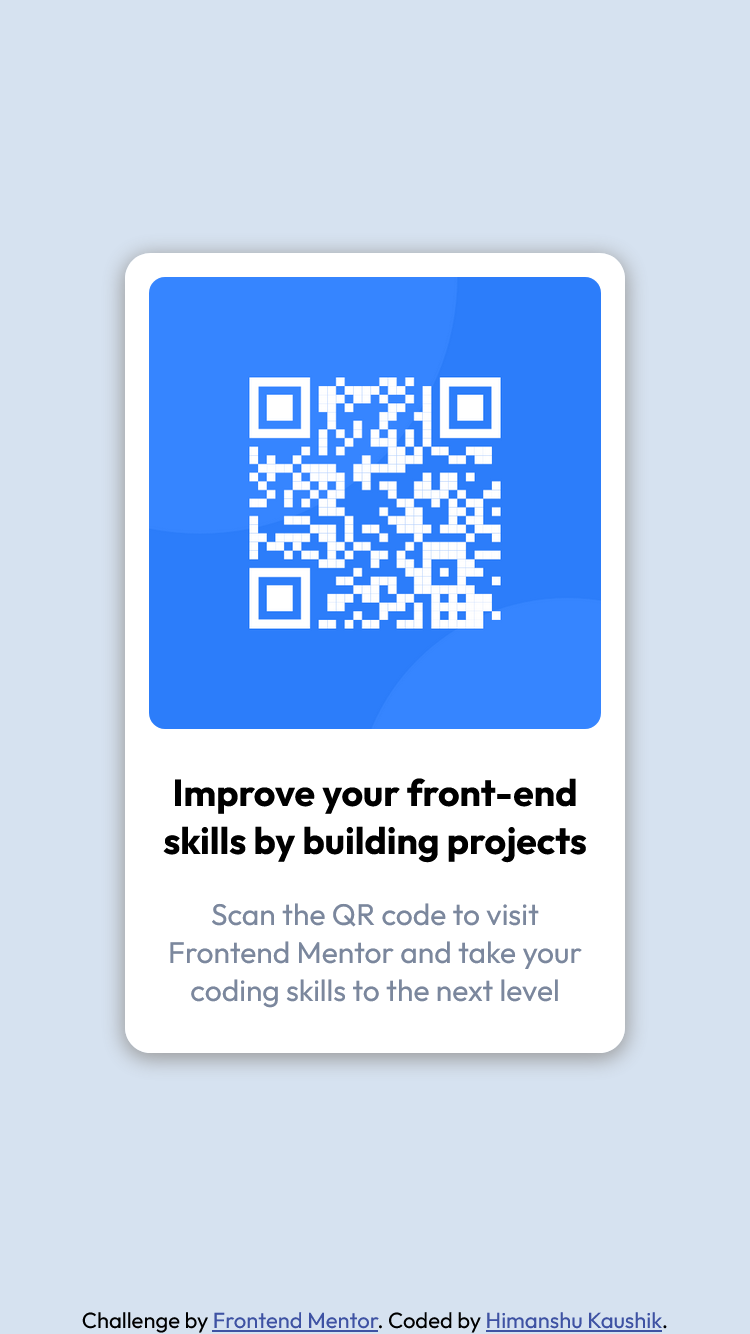 Improve your front-end
skills by building projects
Scan the QR code to visit
Frontend Mentor and take your
coding skills to the next level
Challenge by Frontend Mentor. Coded by Himanshu Kaushik.